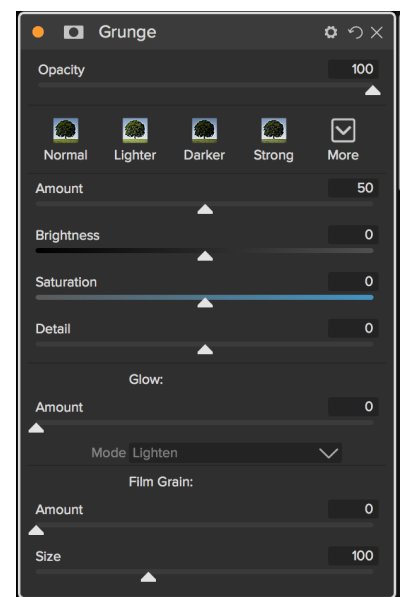 Grunge
Opacity 100
Normal Lighter Darker Strong More
Amount 50
Brightness 0
Saturation 0
Detail 0
Glow:
Amount 0
Mode Lighten
Film Grain:
Amount 0
Size 100